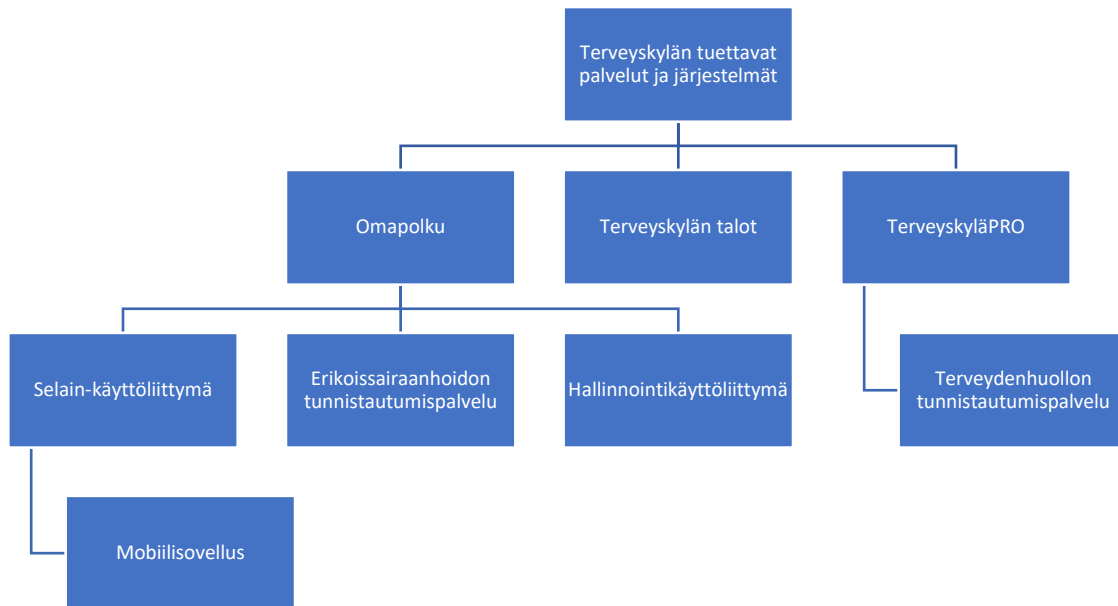 Terveyskylän tuettavat
palvelut ja järjestelmät
Omapolku
Terveyskylän talot
TerveyskyläPRO
Selain-käyttöliittymä
Erikoissairaanhoidon
tunnistautumispalvelu
Hallinnointikäyttöliittymä
Terveydenhuollon
tunnistautumispalvelu
Mobiilisovellus